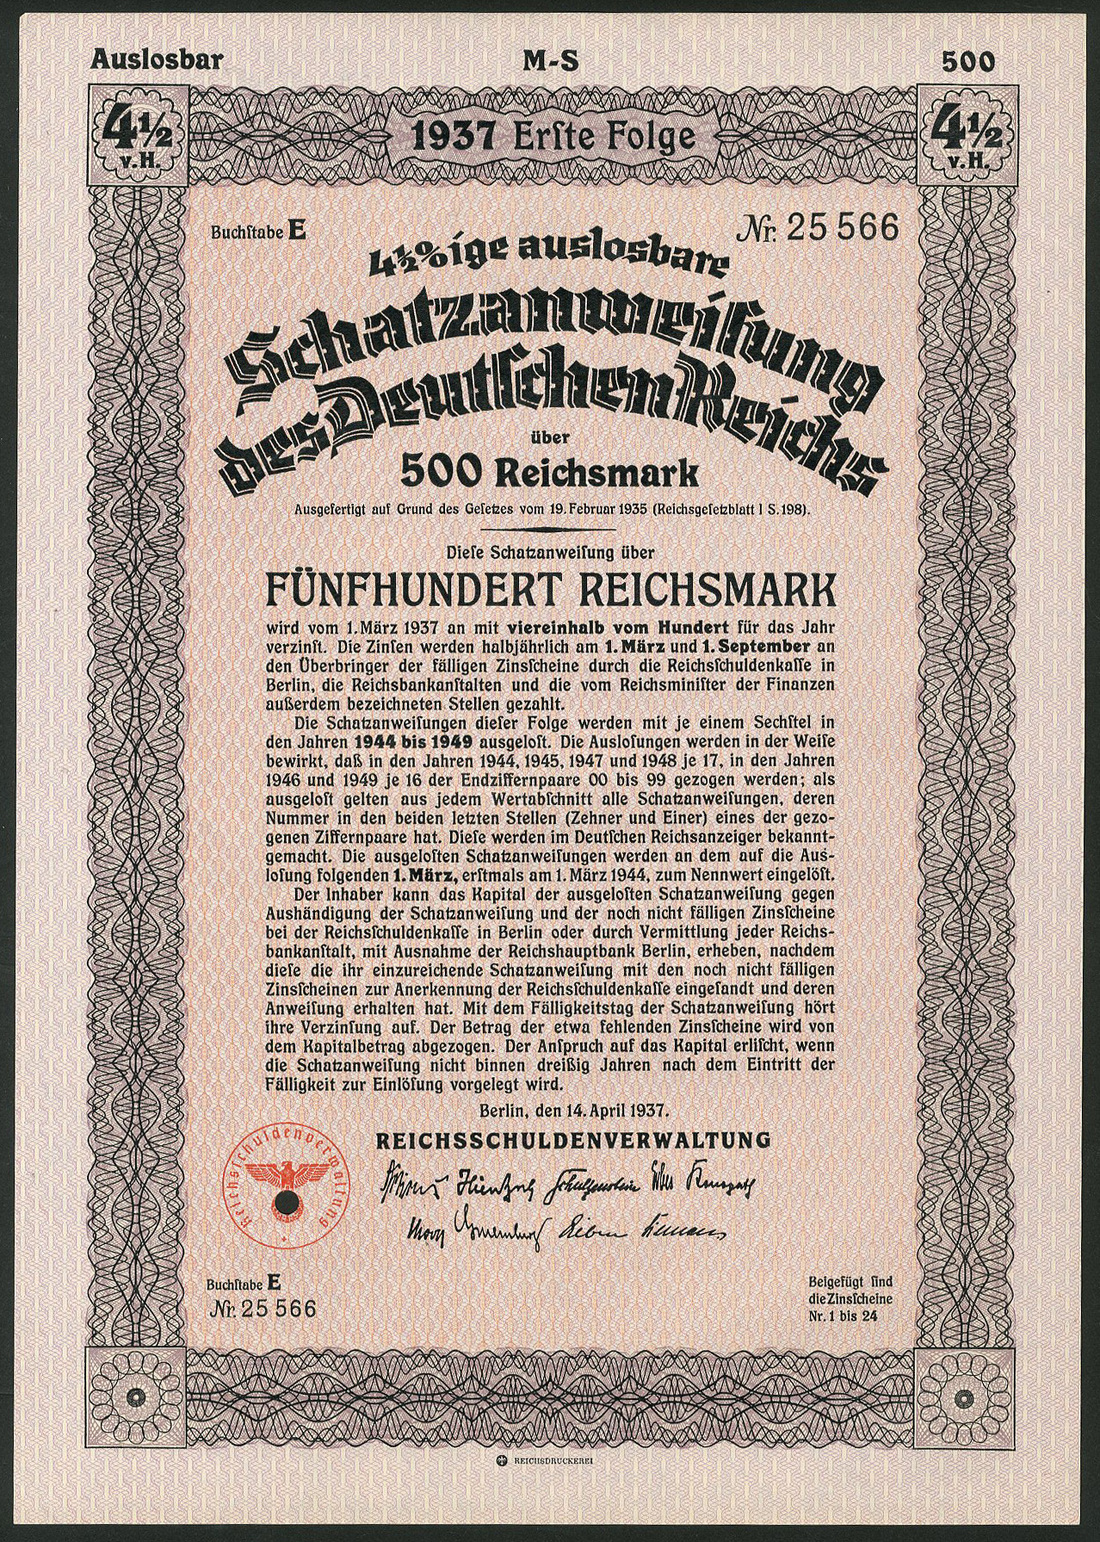 Auslosbar M-S 500
4½ v.H. 1937 Erſte Folge 4½ v.H.
Buchſtabe E Nr. 25 566
4½%ige auslosbare
Schatzanweiſung
des Deutſchen Reichs
über
500 Reichsmark
Ausgefertigt auf Grund des Geſetzes vom 19. Februar 1935 (Reichsgeſetzblatt I S. 198).
Dieſe Schatzanweiſung über
FÜNFHUNDERT REICHSMARK
wird vom 1. März 1937 an mit viereinhalb vom Hundert für das Jahr
verzinſt. Die Zinſen werden halbjährlich am 1. März und 1. September an
den Überbringer der fälligen Zinsſcheine durch die Reichsſchuldenkaſſe in
Berlin, die Reichsbankanſtalten und die vom Reichsminiſter der Finanzen
außerdem bezeichneten Stellen gezahlt.
Die Schatzanweiſungen dieſer Folge werden mit je einem Sechſtel in
den Jahren 1944 bis 1949 ausgeloſt. Die Ausloſungen werden in der Weiſe
bewirkt, daß in den Jahren 1944, 1945, 1947 und 1948 je 17, in den Jahren
1946 und 1949 je 16 der Endziffernpaare 00 bis 99 gezogen werden; als
ausgeloſt gelten aus jedem Wertabſchnitt alle Schatzanweiſungen, deren
Nummer in den beiden letzten Stellen (Zehner und Einer) eines der gezo-
genen Ziffernpaare hat. Dieſe werden im Deutſchen Reichsanzeiger bekannt-
gemacht. Die ausgeloſten Schatzanweiſungen werden an dem auf die Aus-
loſung folgenden 1. März, erſtmals am 1. März 1944, zum Nennwert eingelöſt.
Der Inhaber kann das Kapital der ausgeloſten Schatzanweiſung gegen
Aushändigung der Schatzanweiſung und der noch nicht fälligen Zinsſcheine
bei der Reichsſchuldenkaſſe in Berlin oder durch Vermittlung jeder Reichs-
bankanſtalt, mit Ausnahme der Reichshauptbank Berlin, erheben, nachdem
dieſe die ihr einzureichende Schatzanweiſung mit den noch nicht fälligen
Zinsſcheinen zur Anerkennung der Reichsſchuldenkaſſe eingeſandt und deren
Anweiſung erhalten hat. Mit dem Fälligkeitstag der Schatzanweiſung hört
ihre Verzinſung auf. Der Betrag der etwa fehlenden Zinsſcheine wird von
dem Kapitalbetrag abgezogen. Der Anſpruch auf das Kapital erliſcht, wenn
die Schatzanweiſung nicht binnen dreißig Jahren nach dem Eintritt der
Fälligkeit zur Einlöſung vorgelegt wird.
Berlin, den 14. April 1937.
REICHSSCHULDENVERWALTUNG
Reichsſchuldenverwaltung
Buchſtabe E
Nr. 25 566
Beigefügt ſind
die Zinsſcheine
Nr. 1 bis 24
REICHSDRUCKEREI